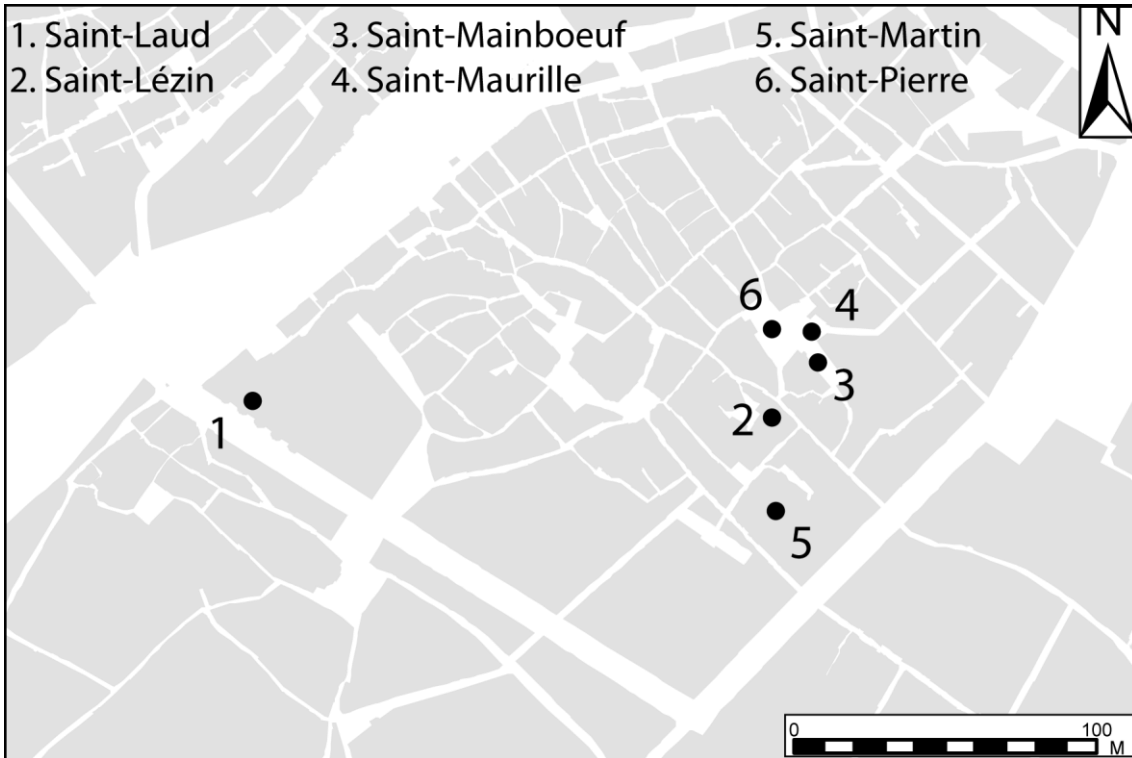 1. Saint-Laud 3. Saint-Mainboeuf 5. Saint-Martin
2. Saint-Lézin 4. Saint-Maurille 6. Saint-Pierre
N
6
4
3
1
2
5
0 100
M